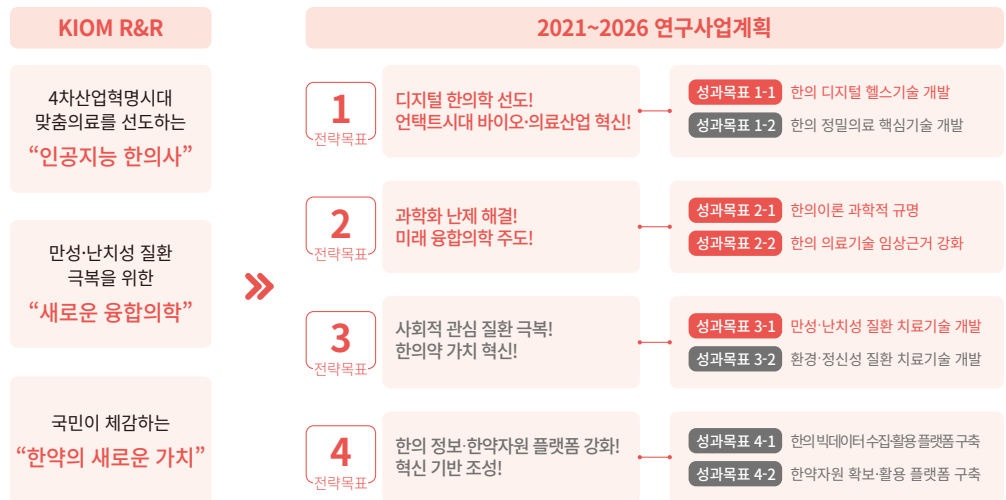 KIOM R&R
4차산업혁명시대
맞춤의료를 선도하는
“인공지능 한의사”
만성·난치성 질환
극복을 위한
“새로운 융합의학”
국민이 체감하는
“한약의 새로운 가치”
2021~2026 연구사업계획
1
전략목표
디지털 한의학 선도!
언택트시대 바이오·의료산업 혁신!
성과목표 1-1 한의 디지털 헬스기술 개발
성과목표 1-2 한의 정밀의료 핵심기술 개발
2
전략목표
과학화 난제 해결!
미래 융합의학 주도!
성과목표 2-1 한의이론 과학적 규명
성과목표 2-2 한의 의료기술 임상근거 강화
3
전략목표
사회적 관심 질환 극복!
한의약 가치 혁신!
성과목표 3-1 만성·난치성 질환 치료기술 개발
성과목표 3-2 환경·정신성 질환 치료기술 개발
4
전략목표
한의 정보·한약자원 플랫폼 강화!
혁신 기반 조성!
성과목표 4-1 한의 빅데이터 수집·활용 플랫폼 구축
성과목표 4-2 한약자원 확보·활용 플랫폼 구축